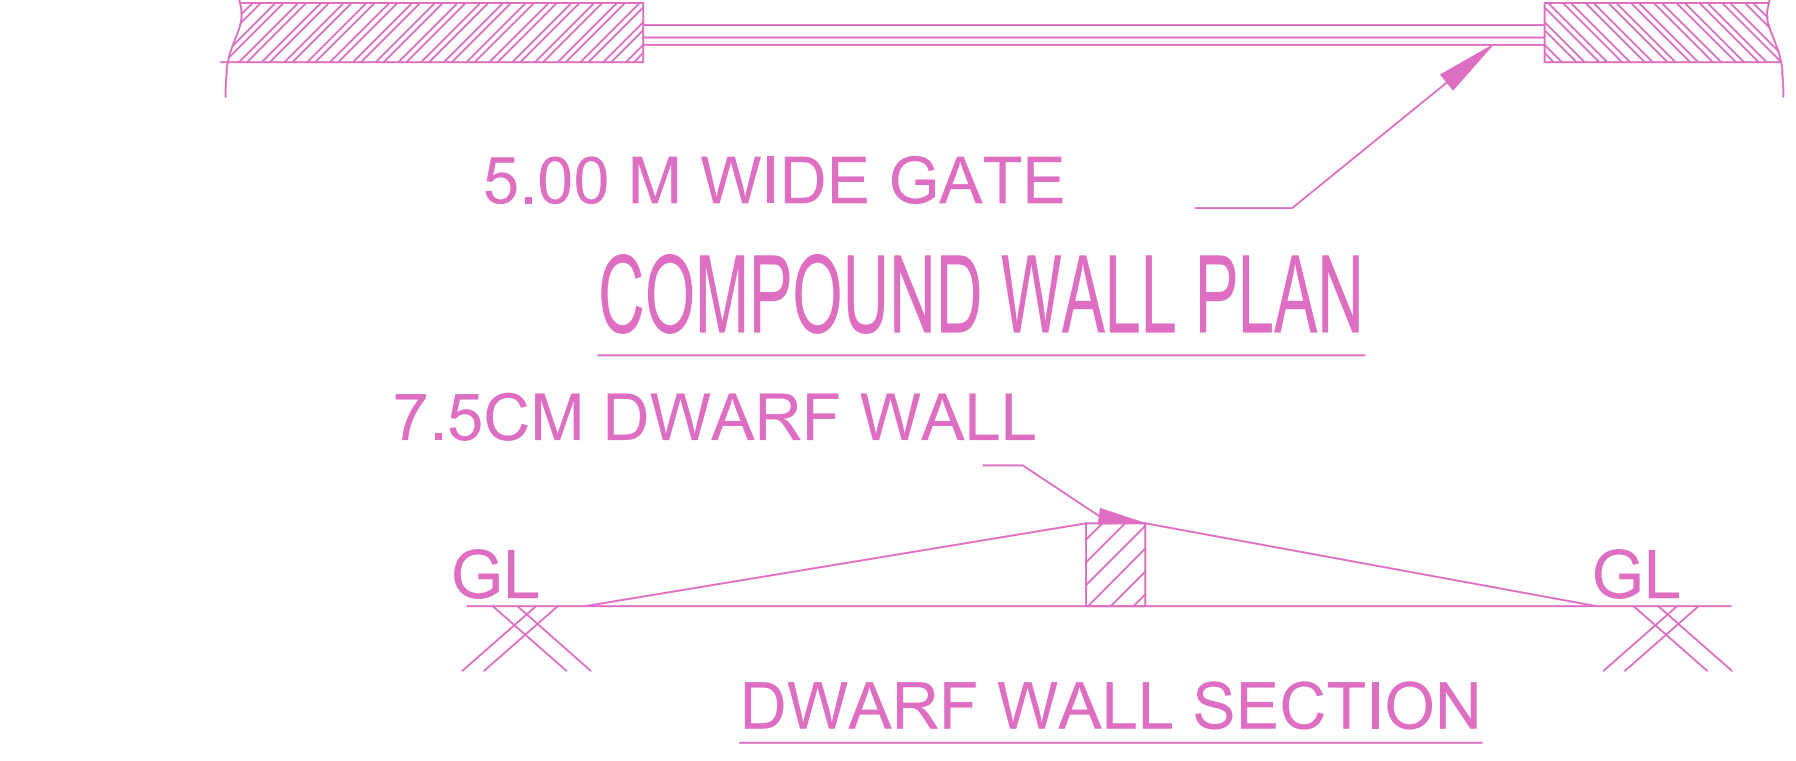 5.00 M WIDE GATE
COMPOUND WALL PLAN
7.5CM DWARF WALL
GL GL
DWARF WALL SECTION